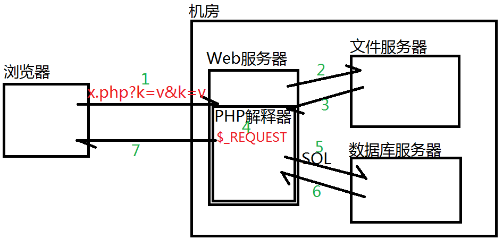 机房
Web服务器
文件服务器
浏览器
1
2
x.php?k=v&k=v
3
PHP解释器
4
$_REQUEST
7
5
SQL
数据库服务器
6